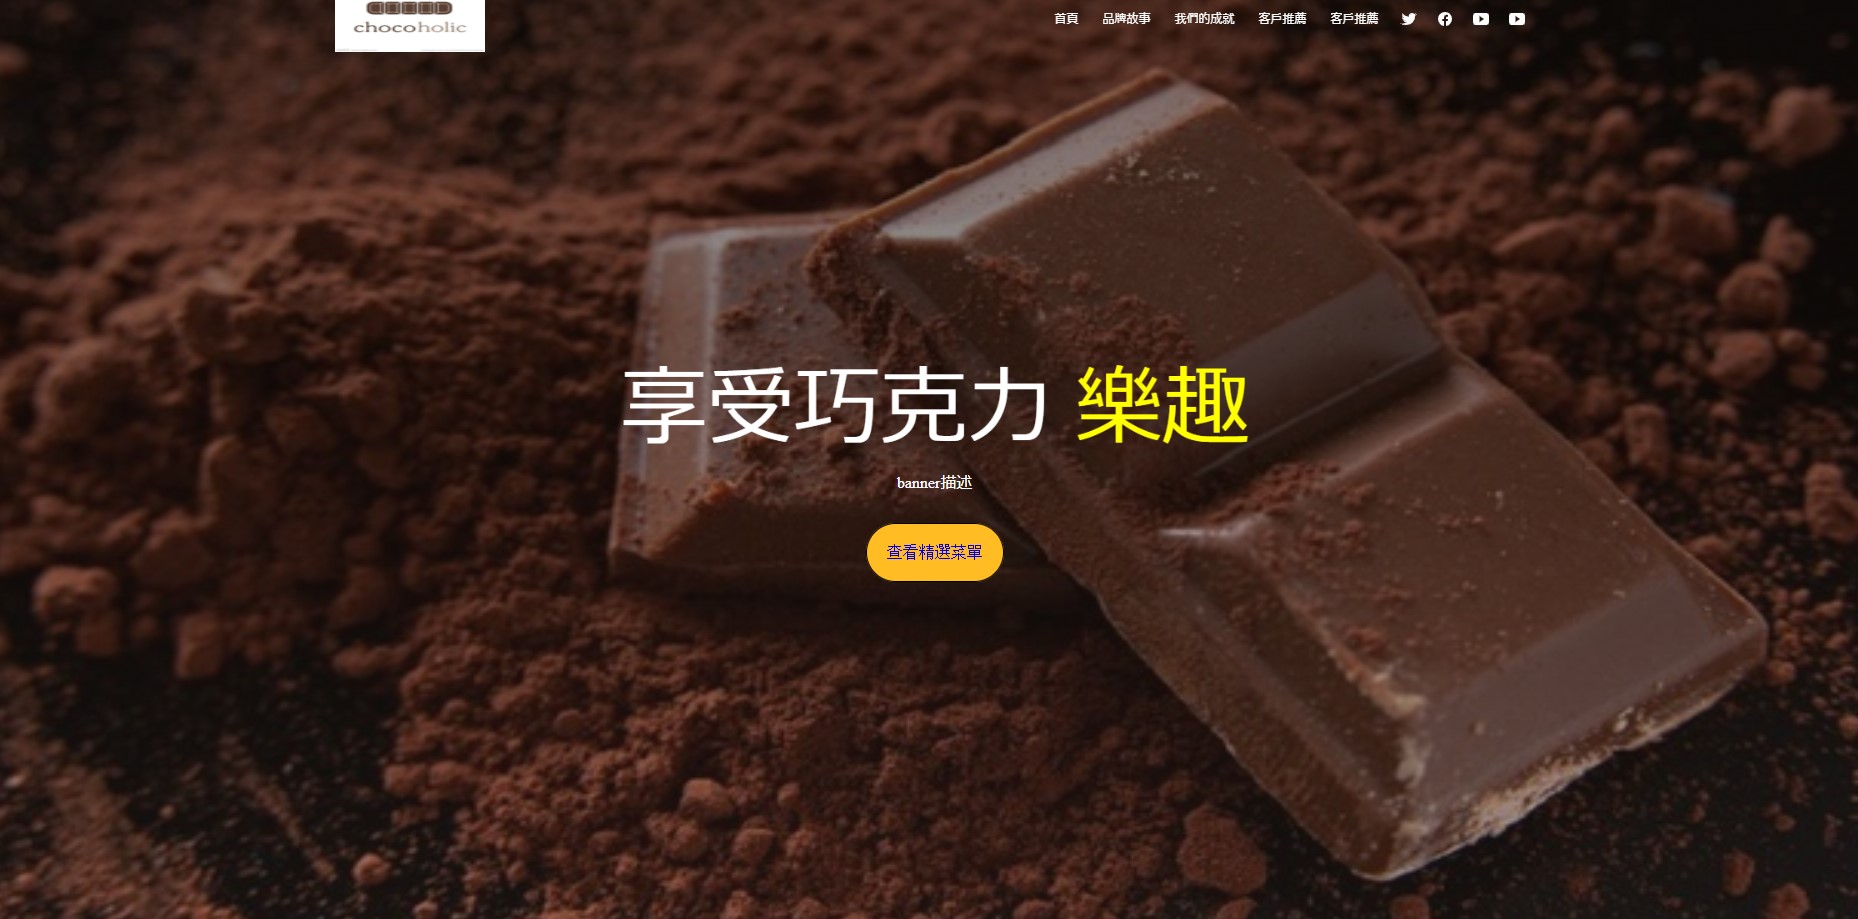 chocoholic
首頁 品牌故事 我們的成就 客戶推薦 客戶推薦
享受巧克力 樂趣
banner描述
查看精選菜單